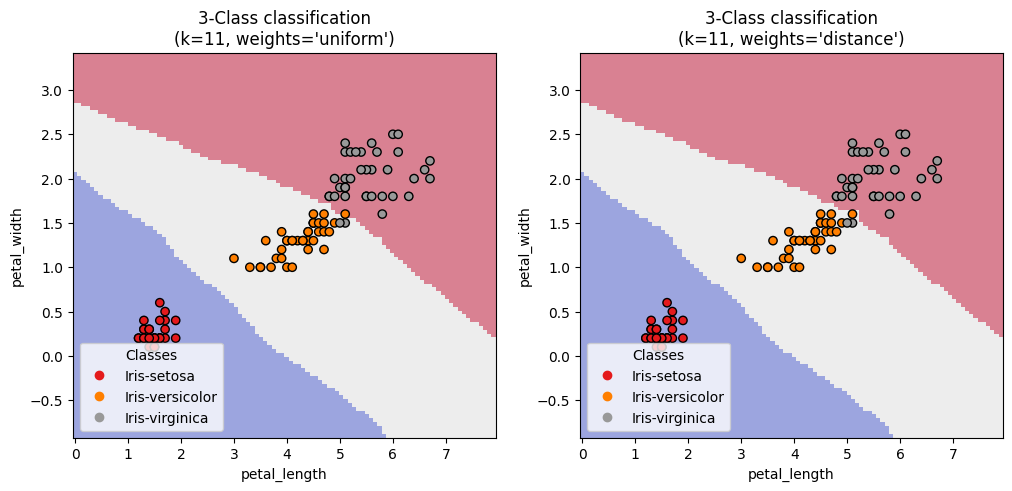 3-Class classification
(k=11, weights='uniform')
3.0
2.5
2.0
1.5
1.0
0.5
0.0
−0.5
petal_width
Classes
Iris-setosa
Iris-versicolor
Iris-virginica
0 1 2 3 4 5 6 7
petal_length
3-Class classification
(k=11, weights='distance')
3.0
2.5
2.0
1.5
1.0
0.5
0.0
−0.5
petal_width
Classes
Iris-setosa
Iris-versicolor
Iris-virginica
0 1 2 3 4 5 6 7
petal_length